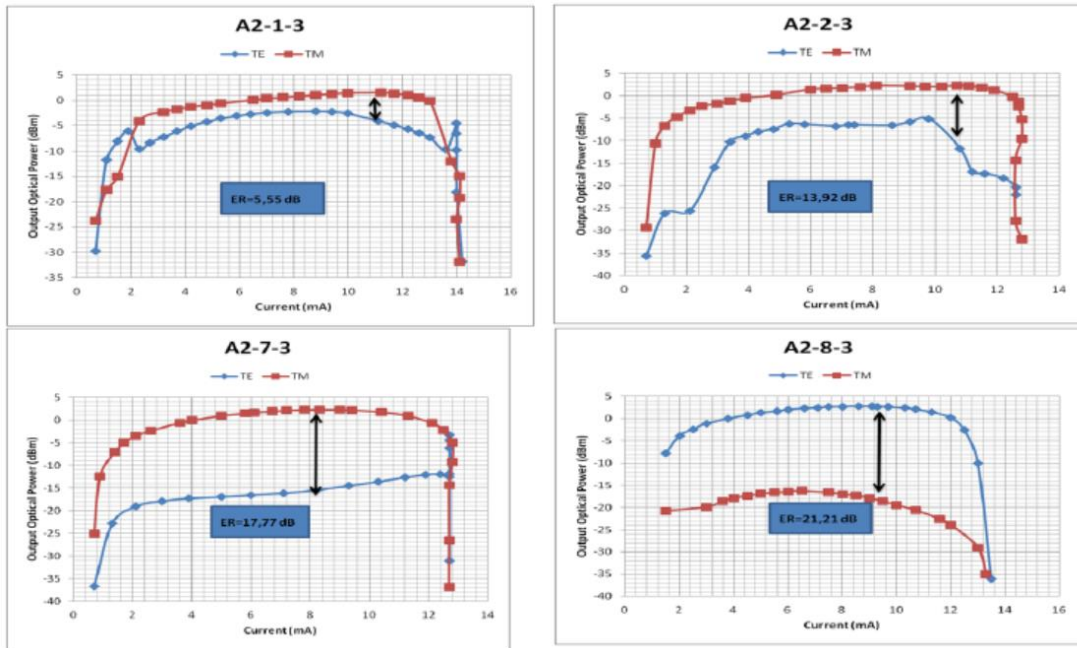 A2-1-3
TE TM
Output Optical Power (dBm)
5
0
-5
-10
-15
-20
-25
-30
-35
0 2 4 6 8 10 12 14 16
Current (mA)
ER=5,55 dB
A2-2-3
TE TM
Output Optical Power (dBm)
5
0
-5
-10
-15
-20
-25
-30
-35
-40
0 2 4 6 8 10 12 14
Current (mA)
ER=13,92 dB
A2-7-3
TE TM
Output Optical Power (dBm)
5
0
-5
-10
-15
-20
-25
-30
-35
-40
0 2 4 6 8 10 12 14
Current (mA)
ER=17,77 dB
A2-8-3
TE TM
Output Optical Power (dBm)
5
0
-5
-10
-15
-20
-25
-30
-35
-40
0 2 4 6 8 10 12 14 16
Current (mA)
ER=21,21 dB